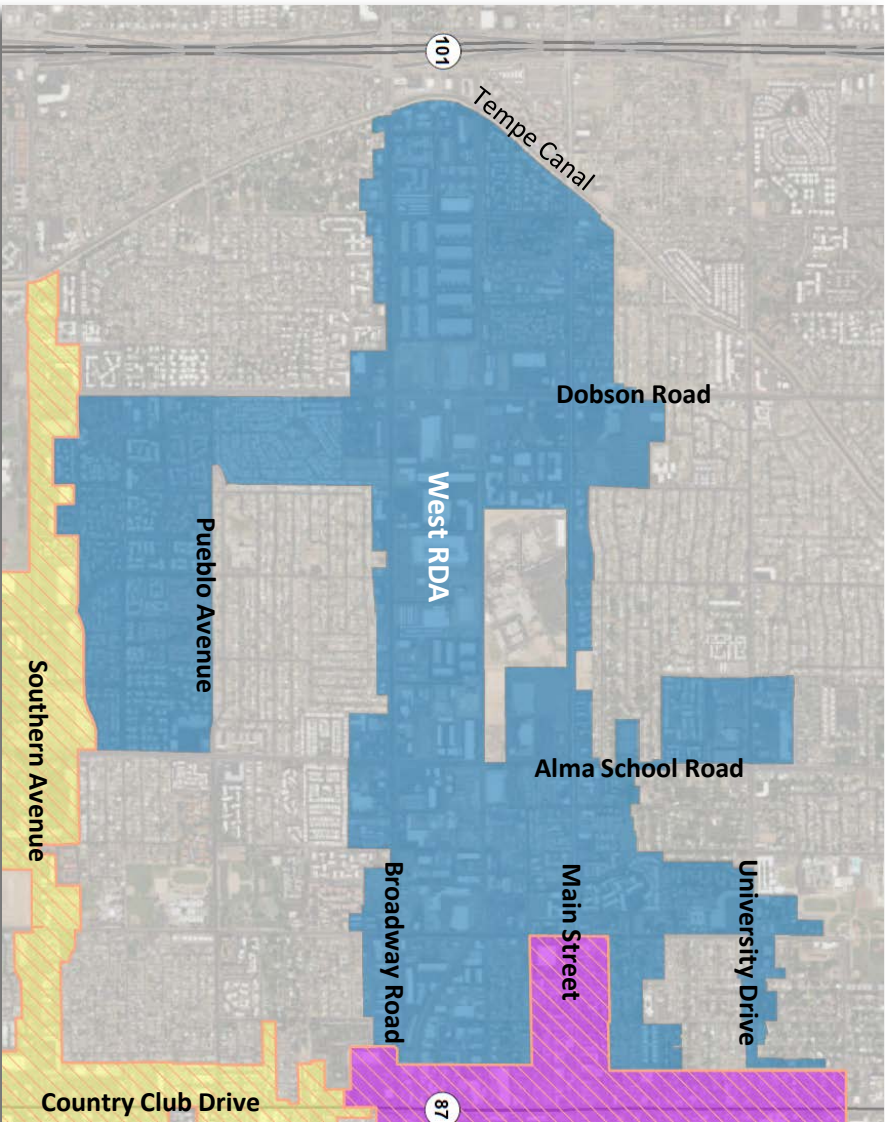 101
Tempe Canal
Dobson Road
West RDA
Pueblo Avenue
Southern Avenue
Alma School Road
Broadway Road
Main Street
University Drive
Country Club Drive
87